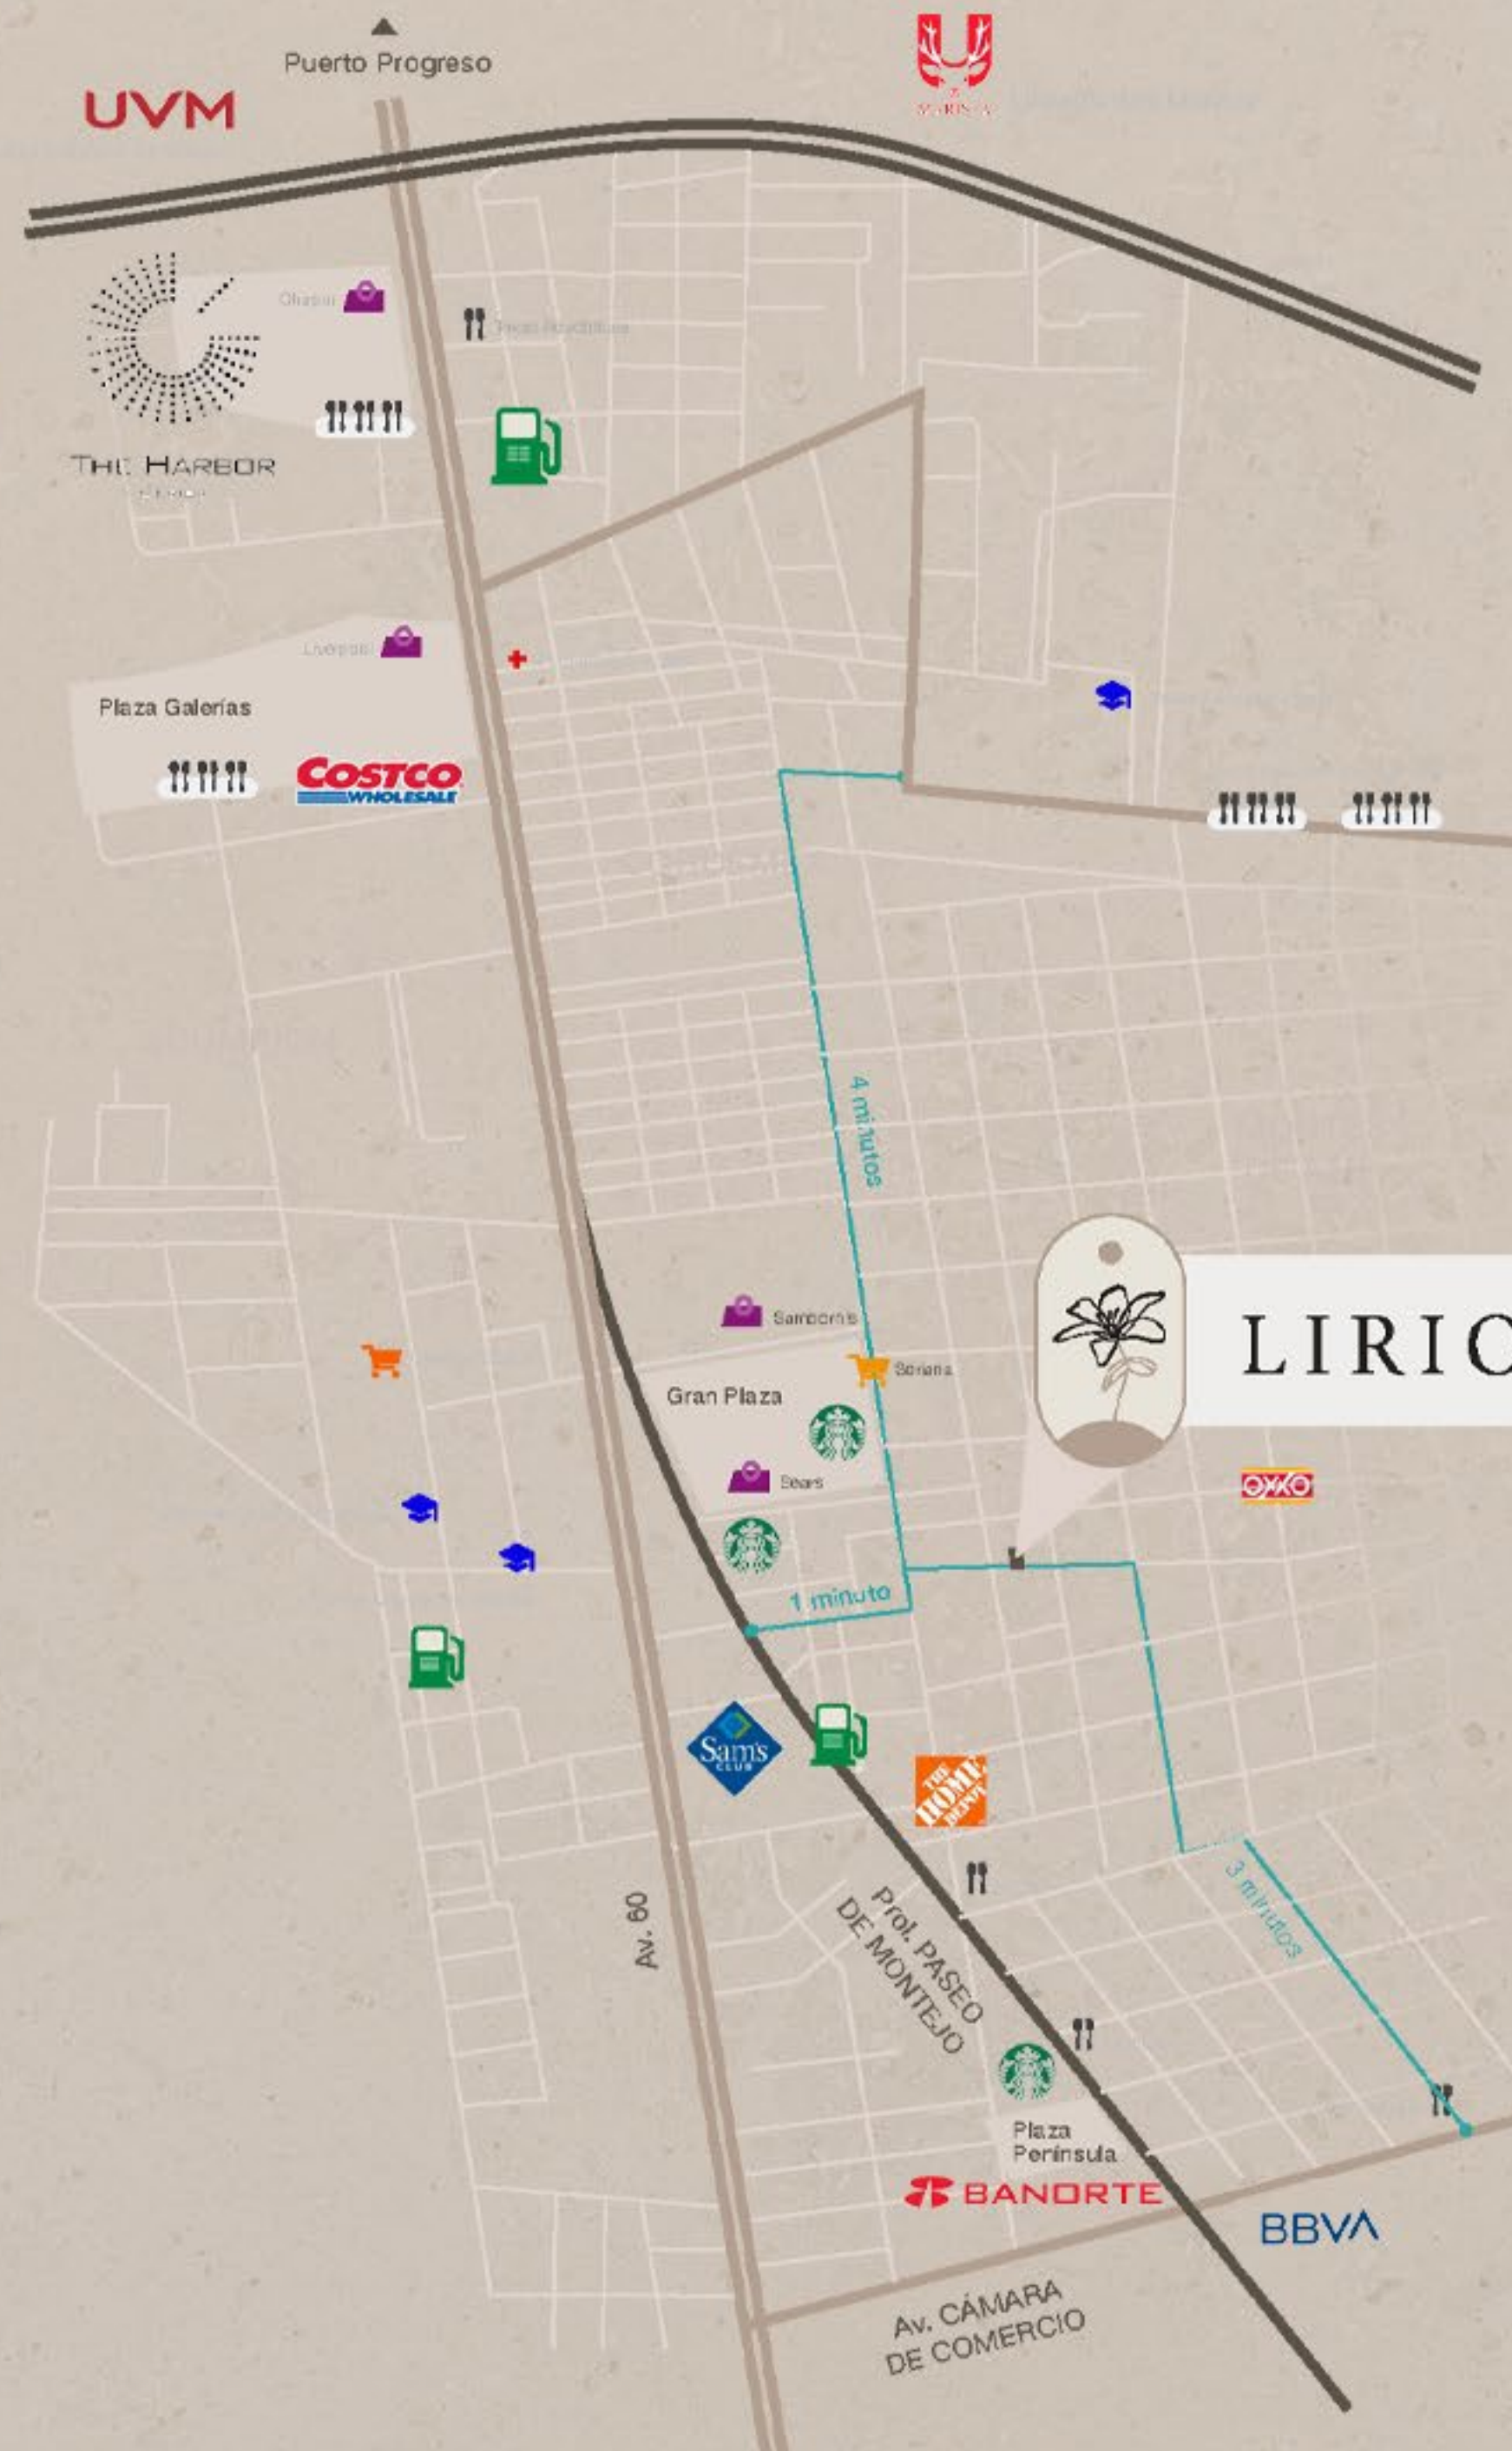 Puerto Progreso
UVM
THE HARBOR
Liverpool
Plaza Galerías
COSTCO
WHOLESALE
4 minutos
Sanborn's
Soriana
Gran Plaza
Sears
LIRIO
OXXO
1 minuto
Sam's
CLUB
THE
HOME
DEPOT
3 minutos
Av. 60
Prol. PASEO
DE MONTEJO
Plaza
Península
BANORTE
BBVA
Av. CÁMARA
DE COMERCIO